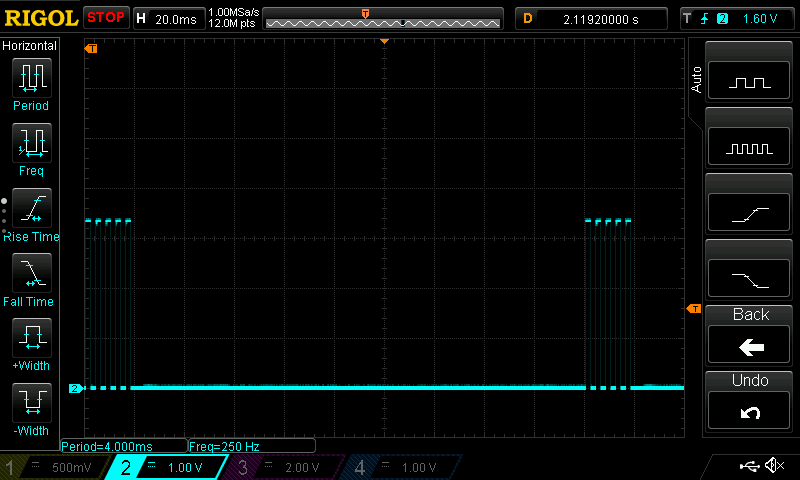 RIGOL STOP H 20.0ms 1.00MSa/s 12.0M pts T D 2.11920000 s T 2 1.60 V
Horizontal
Period
Freq
Rise Time
Fall Time
+Width
-Width
T
2
T
Auto
Back
Undo
Period=4.000ms Freq=250 Hz
1 500mV 2 1.00 V 3 2.00 V 4 1.00 V